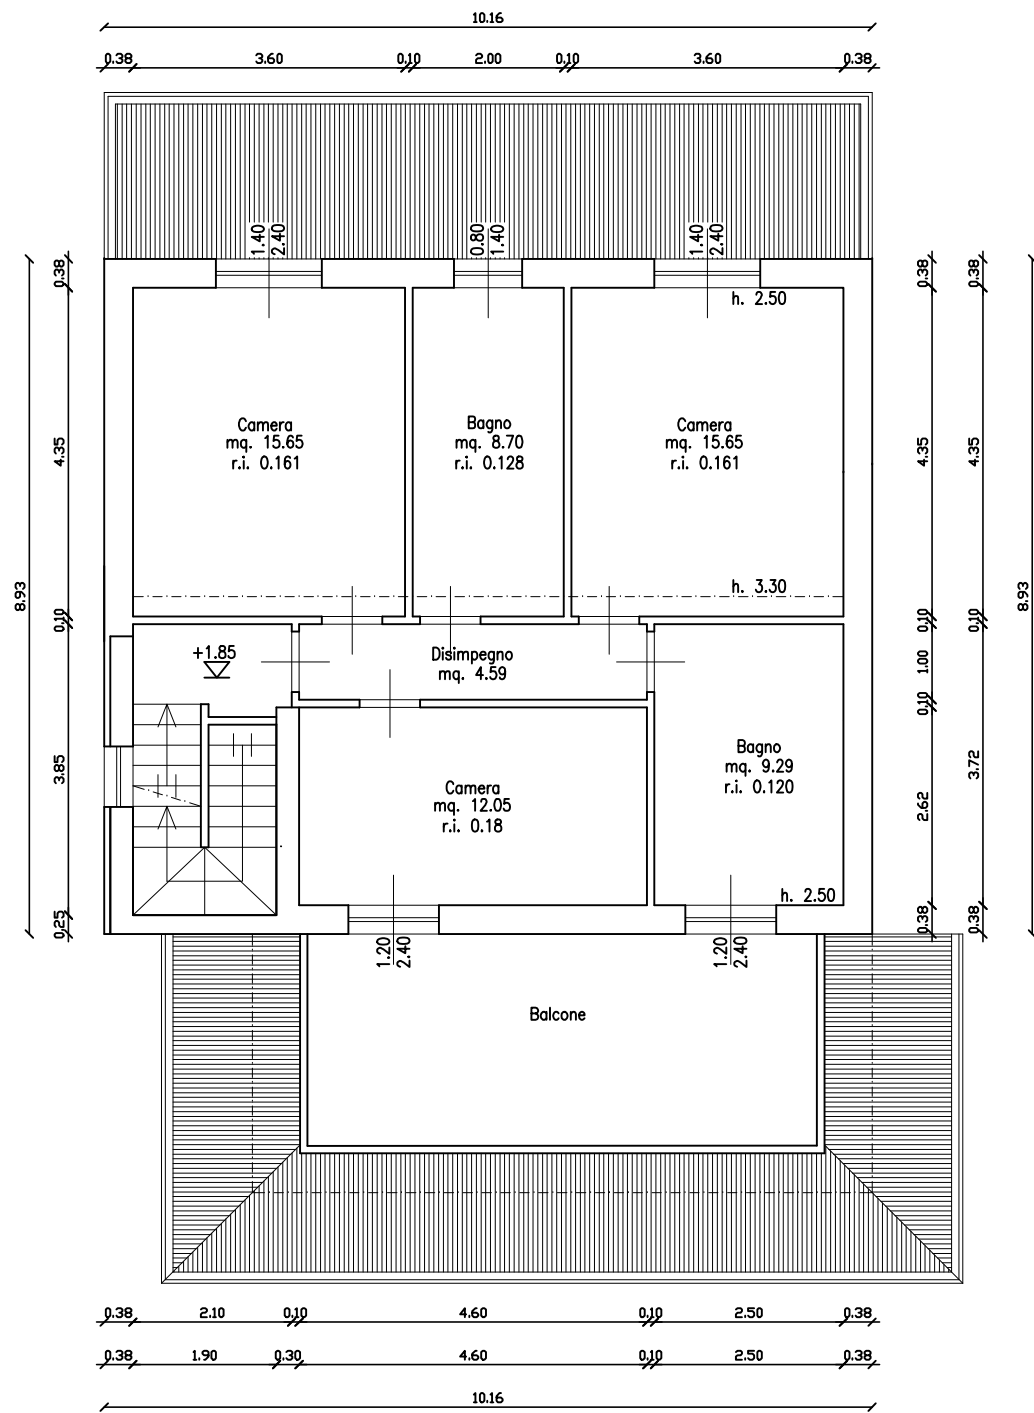 10.16
0.38 3.60 0.10 2.00 0.10 3.60 0.38
1.40 2.40 0.80 1.40 1.40 2.40
0.38 0.38 0.38
h. 2.50
8.93 4.35 4.35 4.35 8.93
Camera
mq. 15.65
r.i. 0.161
Bagno
mq. 8.70
r.i. 0.128
Camera
mq. 15.65
r.i. 0.161
h. 3.30
0.10 0.10 0.10
+1.85
Disimpegno
mq. 4.59
1.00
0.10
3.85 2.62 3.72
Camera
mq. 12.05
r.i. 0.18
Bagno
mq. 9.29
r.i. 0.120
h. 2.50
0.25 0.38 0.38
1.20 2.40 1.20 2.40
Balcone
0.38 2.10 0.10 4.60 0.10 2.50 0.38
0.38 1.90 0.30 4.60 0.10 2.50 0.38
10.16